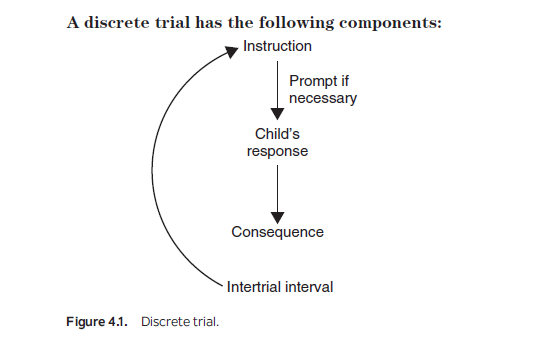 A discrete trial has the following components:
Instruction
Prompt if
necessary
Child's
response
Consequence
Intertrial interval
Figure 4.1. Discrete trial.